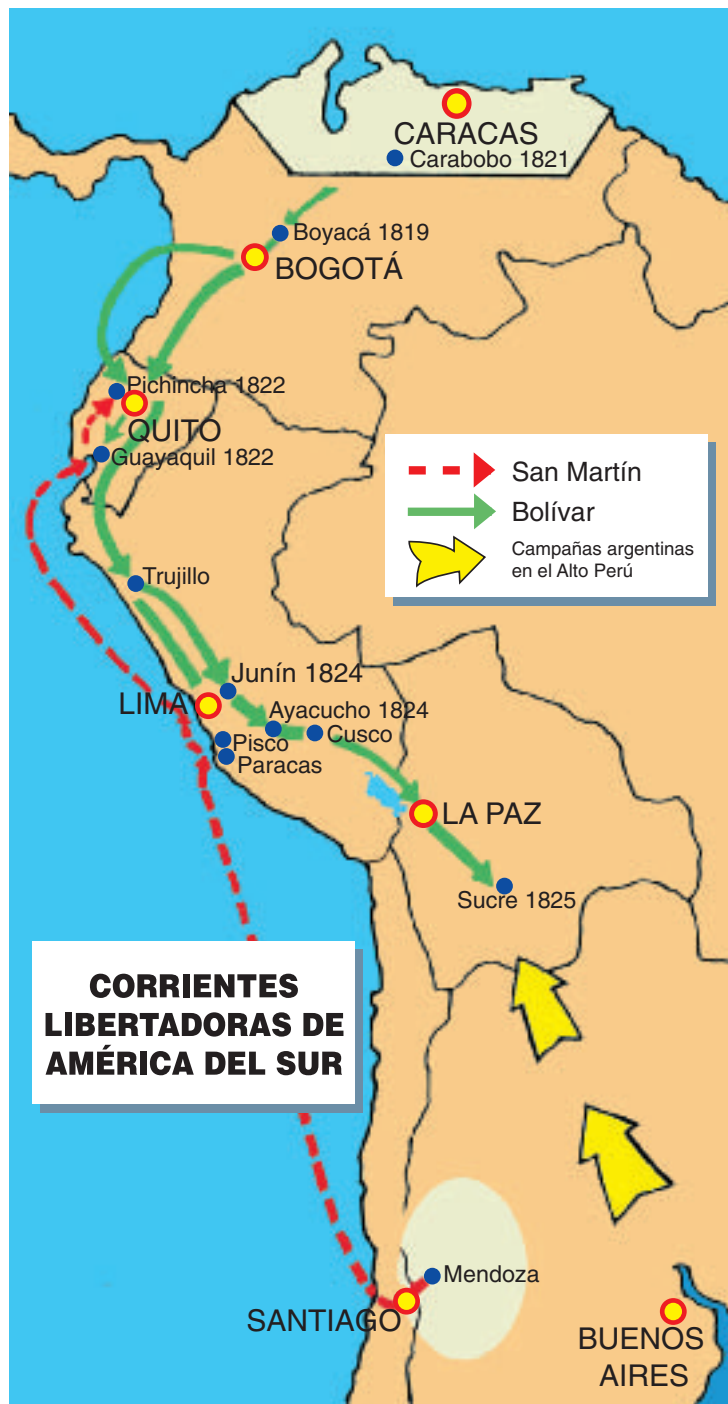 CARACAS
Carabobo 1821
Boyacá 1819
BOGOTÁ
Pichincha 1822
QUITO
Guayaquil 1822
San Martín
Bolívar
Campañas argentinas
en el Alto Perú
Trujillo
Junín 1824
LIMA
Ayacucho 1824
Cusco
Pisco
Paracas
LA PAZ
Sucre 1825
CORRIENTES
LIBERTADORAS DE
AMÉRICA DEL SUR
Mendoza
SANTIAGO
BUENOS
AIRES